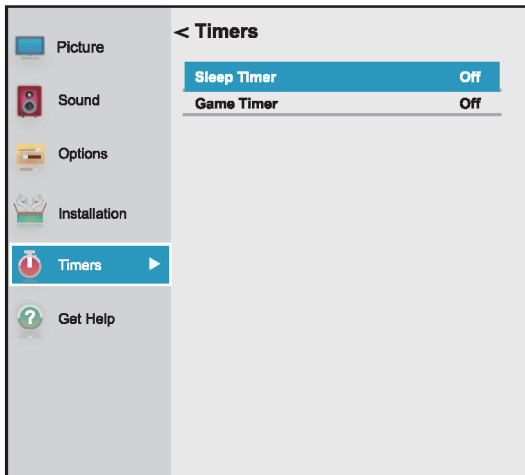 Picture
Sound
Options
Installation
Timers
Get Help
< Timers
Sleep Timer Off
Game Timer Off